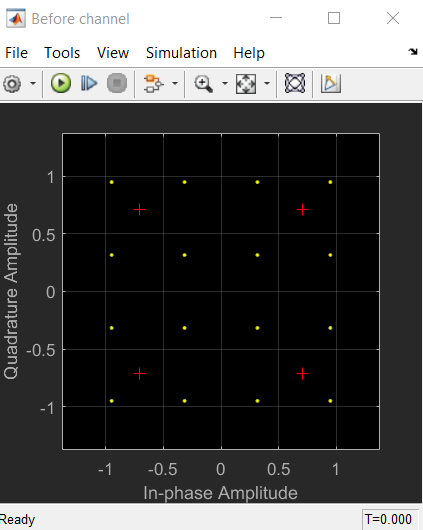 Before channel
File Tools View Simulation Help
1
0.5
0
-0.5
-1
Quadrature Amplitude
-1 -0.5 0 0.5 1
In-phase Amplitude
Ready T=0.000